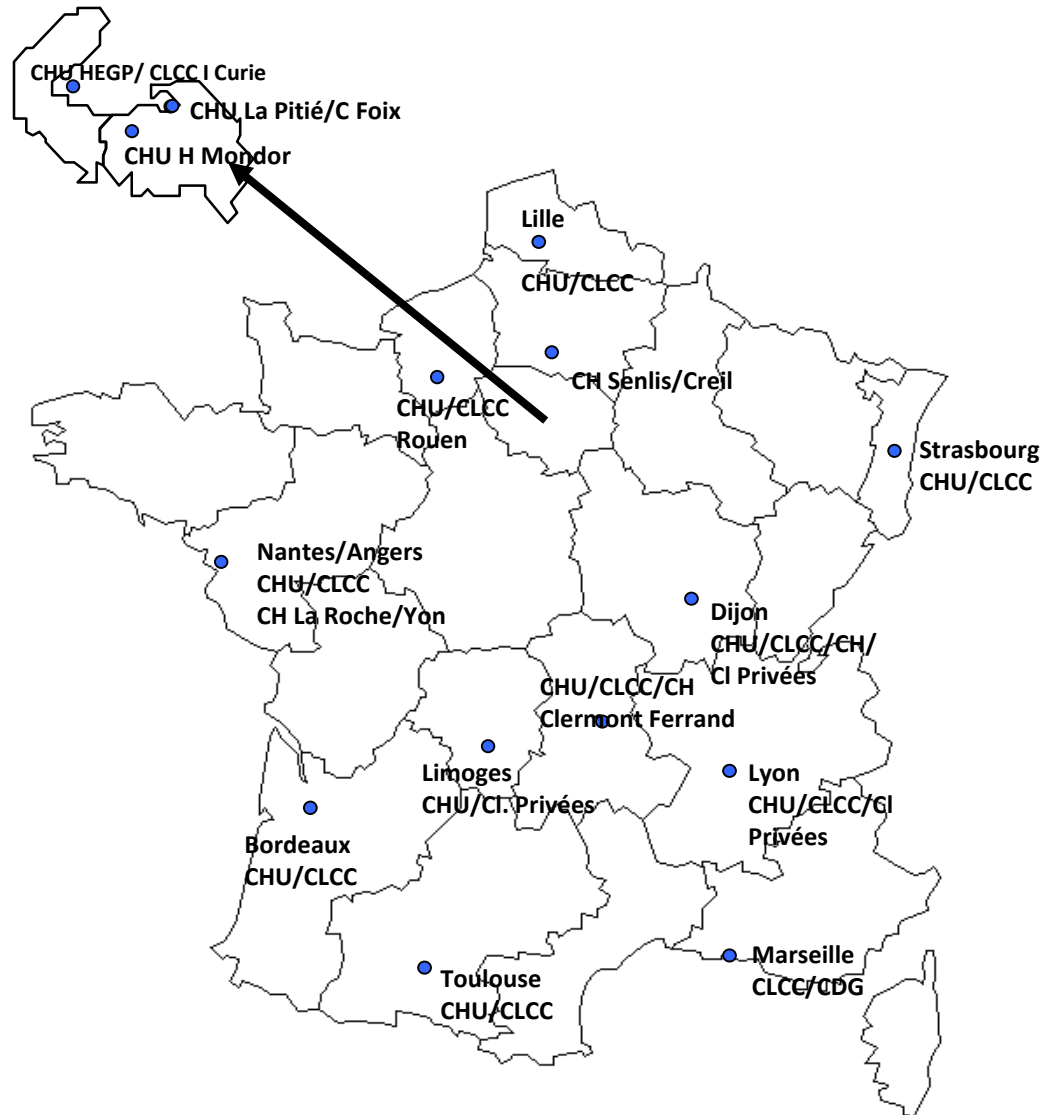 CHU HEGP/ CLCC I Curie
CHU La Pitié/C Foix
CHU H Mondor
Lille
CHU/CLCC
CH Senlis/Creil
CHU/CLCC
Rouen
Strasbourg
CHU/CLCC
Nantes/Angers
CHU/CLCC
CH La Roche/Yon
Dijon
CHU/CLCC/CH/
Cl Privées
CHU/CLCC/CH
Clermont Ferrand
Limoges
CHU/Cl. Privées
Lyon
CHU/CLCC/Cl
Privées
Bordeaux
CHU/CLCC
Marseille
CLCC/CDG
Toulouse
CHU/CLCC